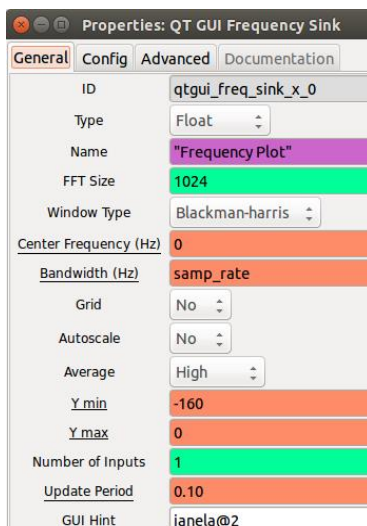 Properties: QT GUI Frequency Sink
General Config Advanced Documentation
ID qtgui_freq_sink_x_0
Type Float
Name "Frequency Plot"
FFT Size 1024
Window Type Blackman-harris
Center Frequency (Hz) 0
Bandwidth (Hz) samp_rate
Grid No
Autoscale No
Average High
Y min -160
Y max 0
Number of Inputs 1
Update Period 0.10
GUI Hint janela@2